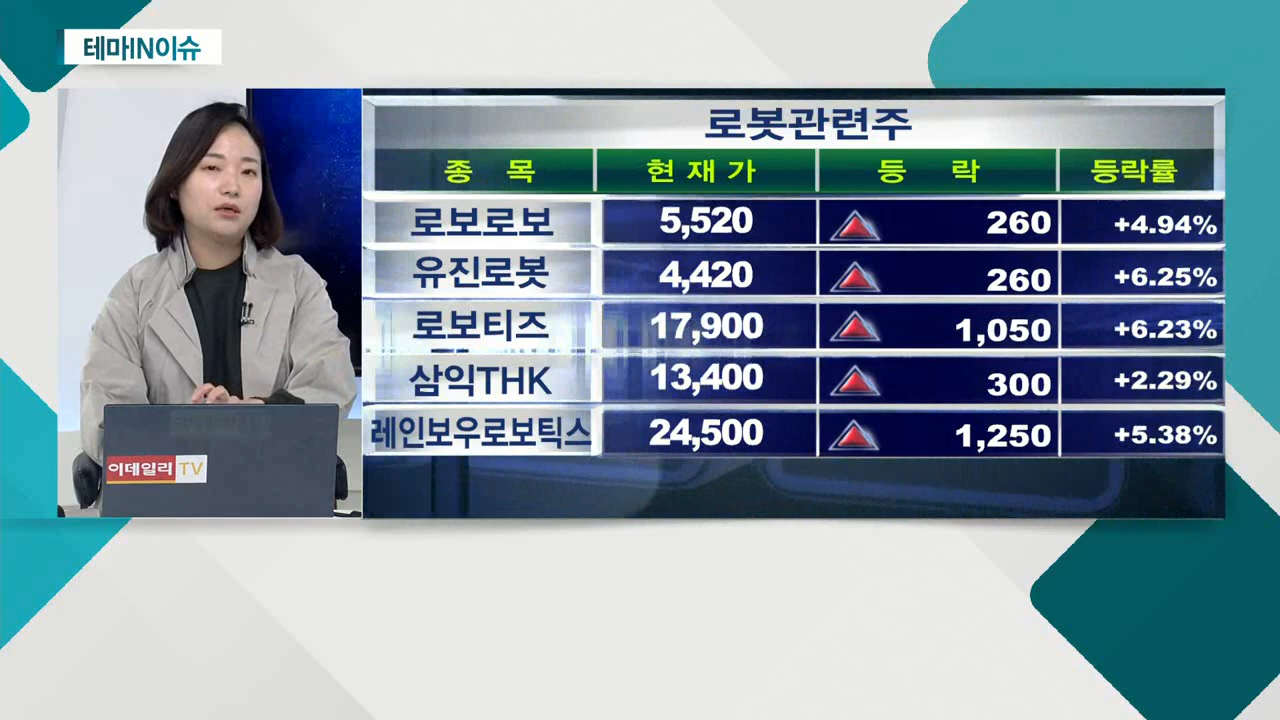 테마IN이슈
로봇관련주
종 목 현 재 가 등 락 등락률
로보로보 5,520 ▲ 260 +4.94%
유진로봇 4,420 ▲ 260 +6.25%
로보티즈 17,900 ▲ 1,050 +6.23%
삼익THK 13,400 ▲ 300 +2.29%
레인보우로보틱스 24,500 ▲ 1,250 +5.38%
이데일리 TV